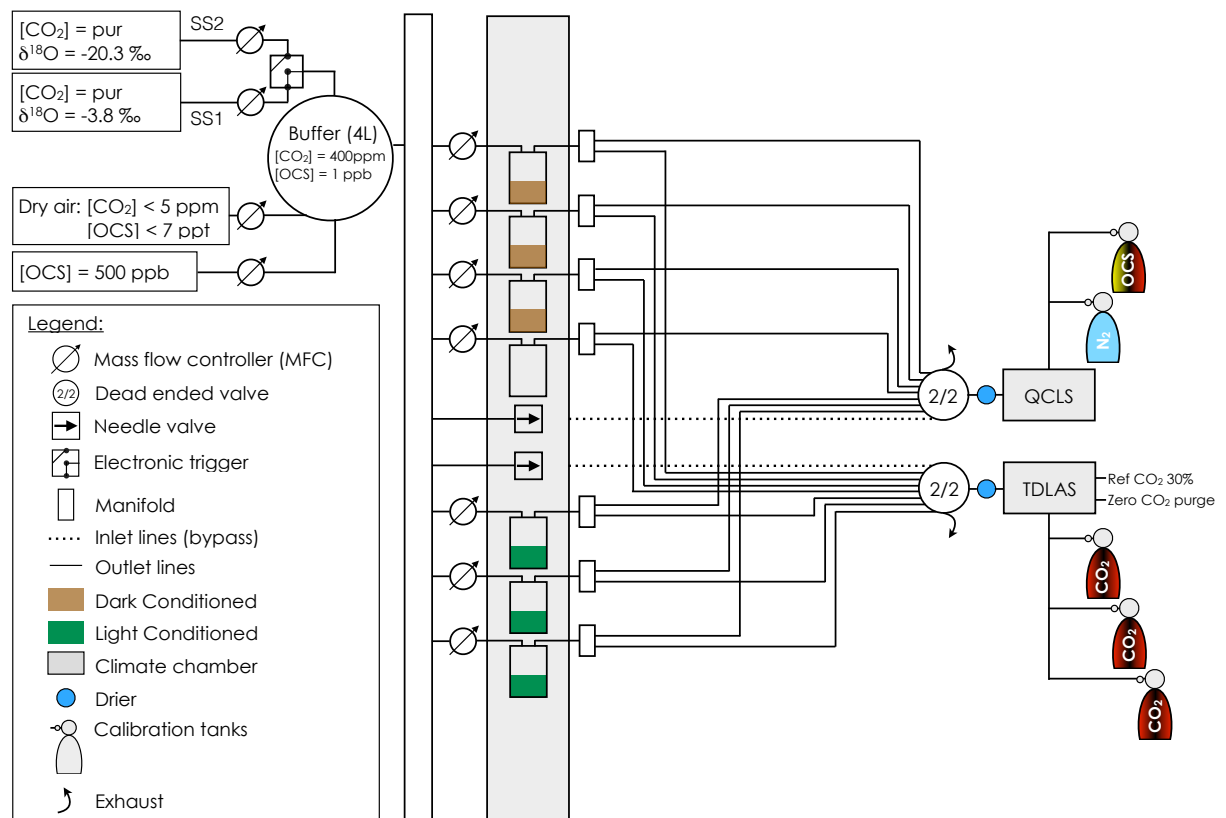 [CO₂] = pur
δ¹⁸O = -20.3 ‰
SS2
[CO₂] = pur
δ¹⁸O = -3.8 ‰
SS1
Buffer (4L)
[CO₂] = 400ppm
[OCS] = 1 ppb
Dry air: [CO₂] < 5 ppm
[OCS] < 7 ppt
[OCS] = 500 ppb
Legend:
Mass flow controller (MFC)
2/2 Dead ended valve
Needle valve
Electronic trigger
Manifold
Inlet lines (bypass)
Outlet lines
Dark Conditioned
Light Conditioned
Climate chamber
Drier
Calibration tanks
Exhaust
OCS
N₂
2/2
QCLS
2/2
TDLAS
Ref CO₂ 30%
Zero CO₂ purge
CO₂
CO₂
CO₂